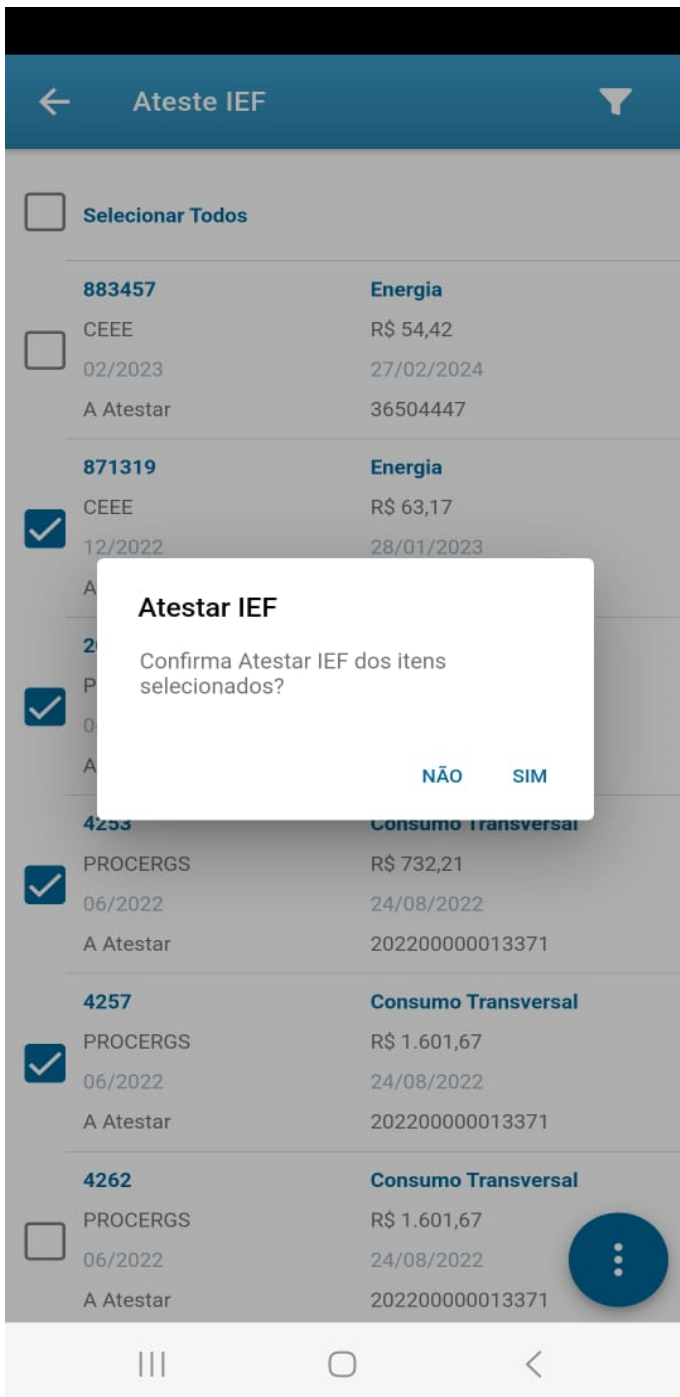 Ateste IEF
Selecionar Todos
883457 Energia
CEEE R$ 54,42
02/2023 27/02/2024
A Atestar 36504447
871319 Energia
CEEE R$ 63,17
12/2022 28/01/2023
Atestar IEF
Confirma Atestar IEF dos itens
selecionados?
NÃO SIM
4253 Consumo Transversal
PROCERGS R$ 732,21
06/2022 24/08/2022
A Atestar 202200000013371
4257 Consumo Transversal
PROCERGS R$ 1.601,67
06/2022 24/08/2022
A Atestar 202200000013371
4262 Consumo Transversal
PROCERGS R$ 1.601,67
06/2022 24/08/2022
A Atestar 202200000013371